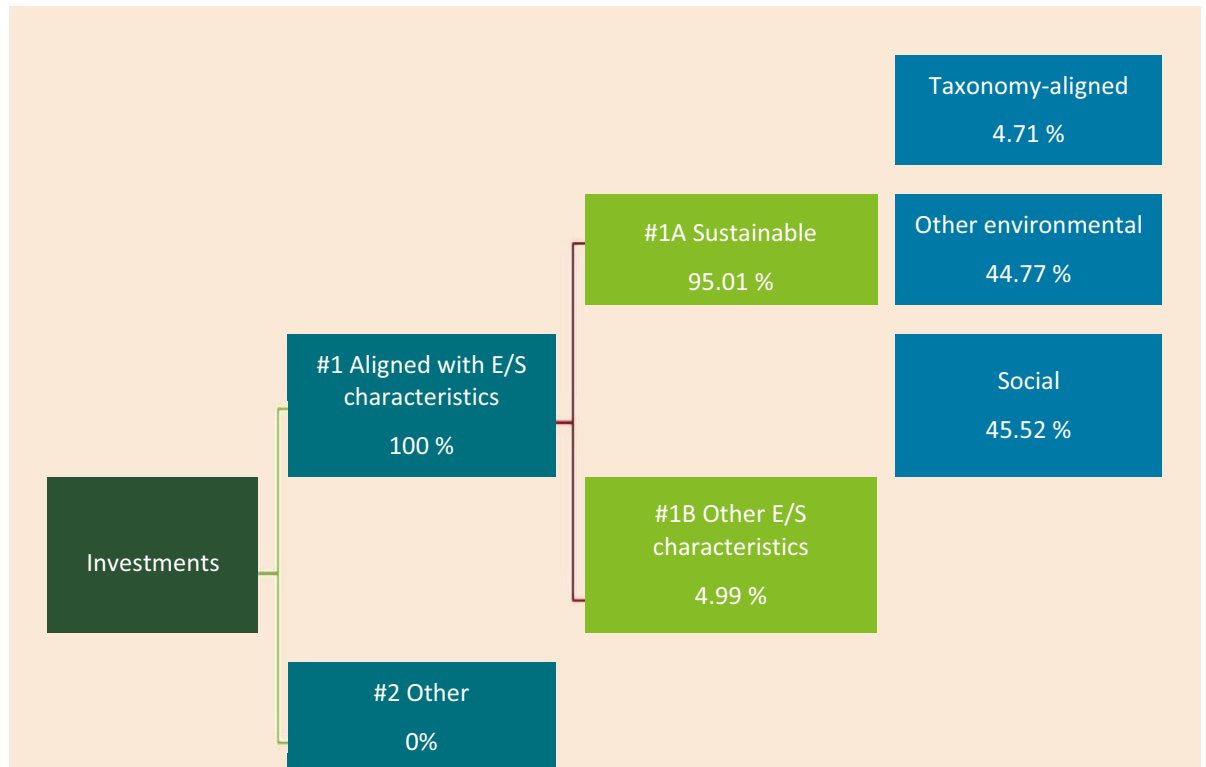 Taxonomy-aligned
4.71 %
#1A Sustainable
95.01 %
Other environmental
44.77 %
#1 Aligned with E/S
characteristics
100 %
Social
45.52 %
Investments
#1B Other E/S
characteristics
4.99 %
#2 Other
0%